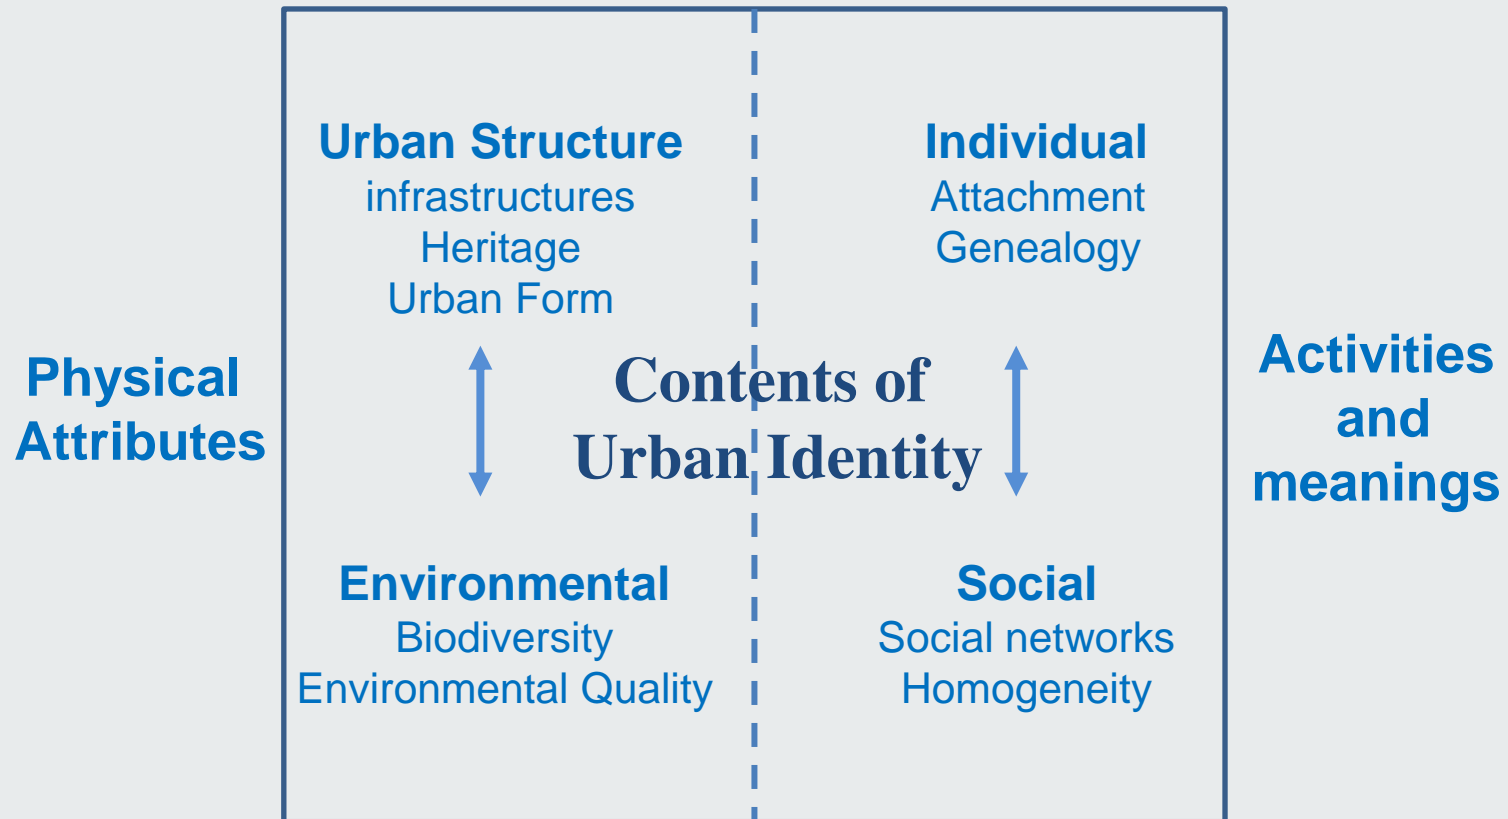 Physical
Attributes
Urban Structure
infrastructures
Heritage
Urban Form
Environmental
Biodiversity
Environmental Quality
Contents of
Urban Identity
Individual
Attachment
Genealogy
Social
Social networks
Homogeneity
Activities
and
meanings